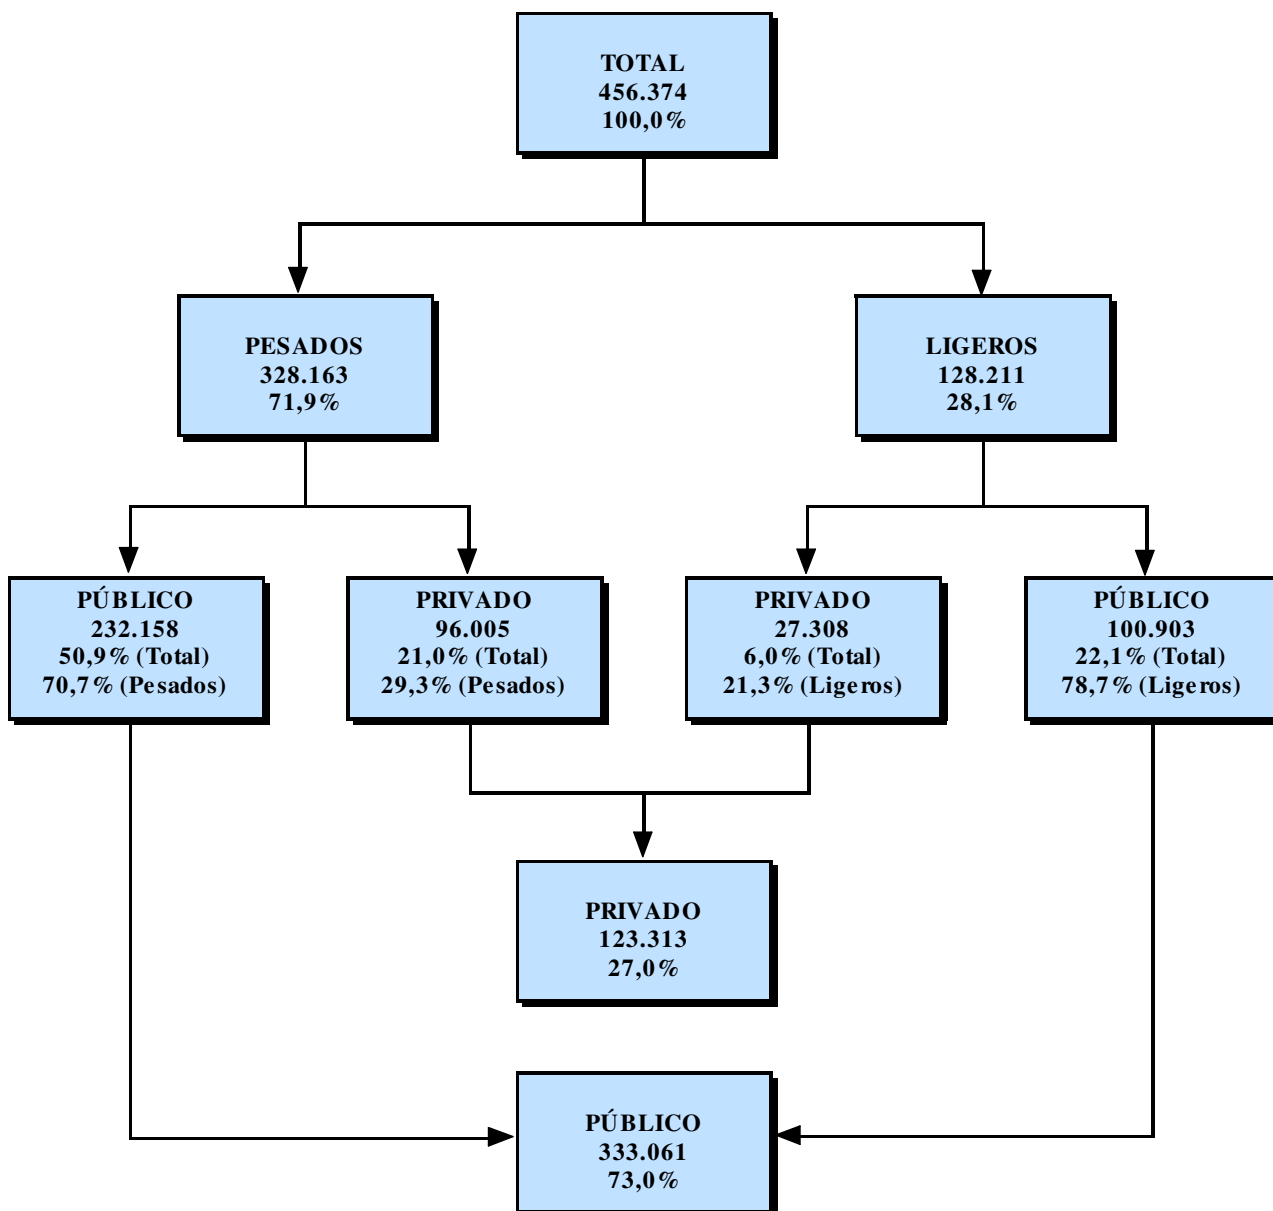 TOTAL
456.374
100,0%
PESADOS
328.163
71,9%
LIGEROS
128.211
28,1%
PÚBLICO
232.158
50,9% (Total)
70,7% (Pesados)
PRIVADO
96.005
21,0% (Total)
29,3% (Pesados)
PRIVADO
27.308
6,0% (Total)
21,3% (Ligeros)
PÚBLICO
100.903
22,1% (Total)
78,7% (Ligeros)
PRIVADO
123.313
27,0%
PÚBLICO
333.061
73,0%